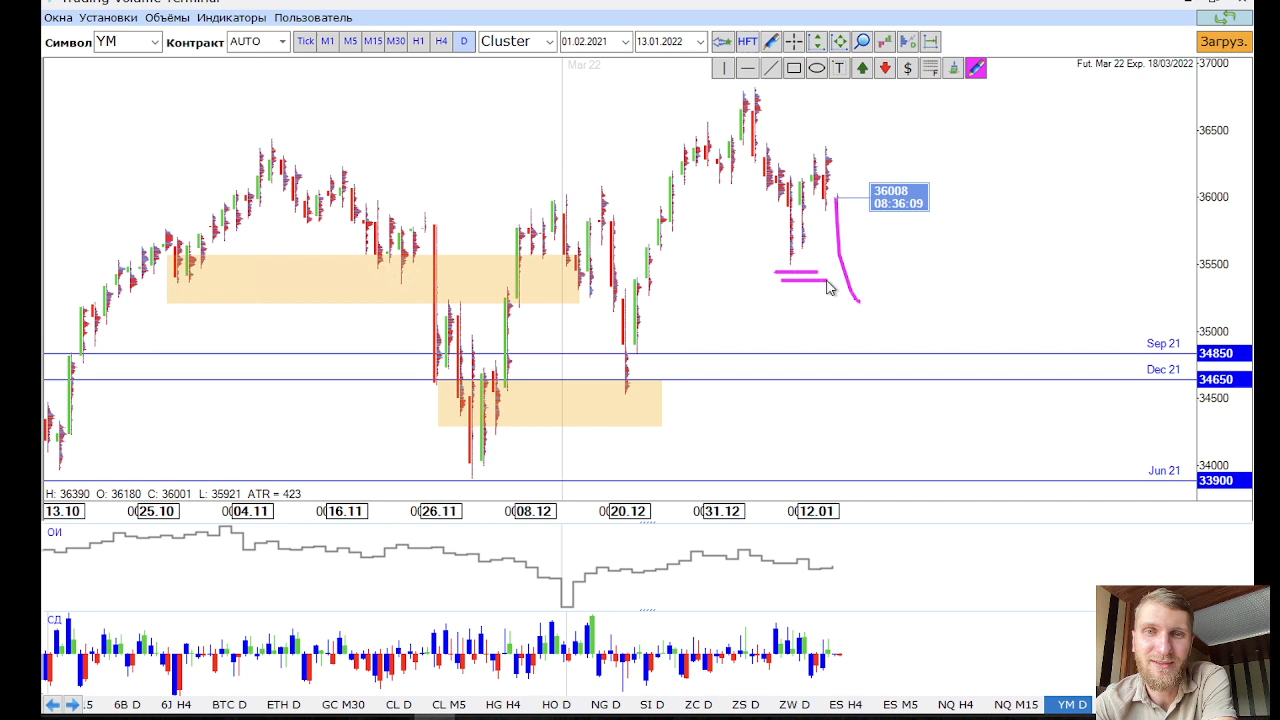 Trading Volume Terminal
Окна Установки Объёмы Индикаторы Пользователь
Символ YM Контракт AUTO Tick M1 M5 M15 M30 H1 H4 D Cluster 01.02.2021 13.01.2022 HFT Загруз.
Mar 22
T $ F
Fut. Mar 22 Exp. 18/03/2022
37000
36500
36008
08:36:09
36000
35500
35000
Sep 21 34850
Dec 21 34650
34500
34000
Jun 21 33900
H: 36390 O: 36180 C: 36001 L: 35921 ATR = 423
13.10 25.10 04.11 16.11 26.11 08.12 20.12 31.12 12.01
ОИ
СД
.5 6B D 6J H4 BTC D ETH D GC M30 CL D CL M5 HG H4 HO D NG D SI D ZC D ZS D ZW D ES H4 ES M5 NQ H4 NQ M15 YM D